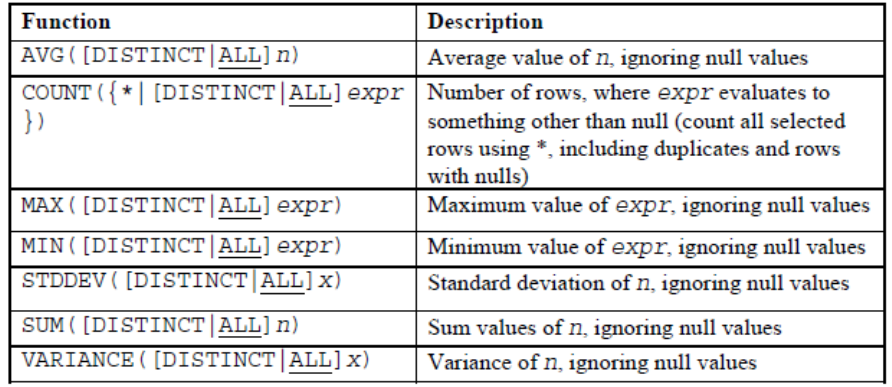 Function Description
AVG([DISTINCT|ALL]n) Average value of n, ignoring null values
COUNT({*|[DISTINCT|ALL]expr Number of rows, where expr evaluates to
}) something other than null (count all selected
rows using *, including duplicates and rows
with nulls)
MAX([DISTINCT|ALL]expr) Maximum value of expr, ignoring null values
MIN([DISTINCT|ALL]expr) Minimum value of expr, ignoring null values
STDDEV([DISTINCT|ALL]x) Standard deviation of n, ignoring null values
SUM([DISTINCT|ALL]n) Sum values of n, ignoring null values
VARIANCE([DISTINCT|ALL]x) Variance of n, ignoring null values